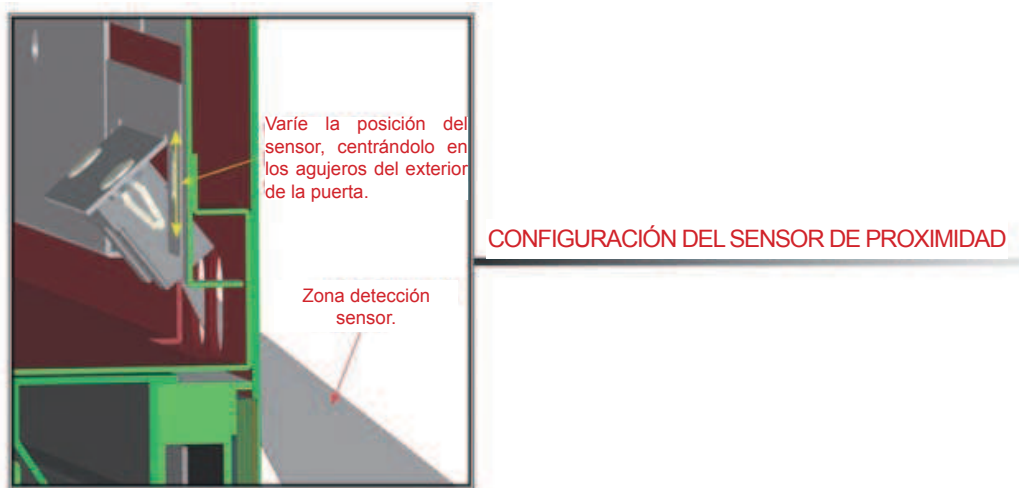 Varíe la posición del
sensor, centrándolo en
los agujeros del exterior
de la puerta.
CONFIGURACIÓN DEL SENSOR DE PROXIMIDAD
Zona detección
sensor.